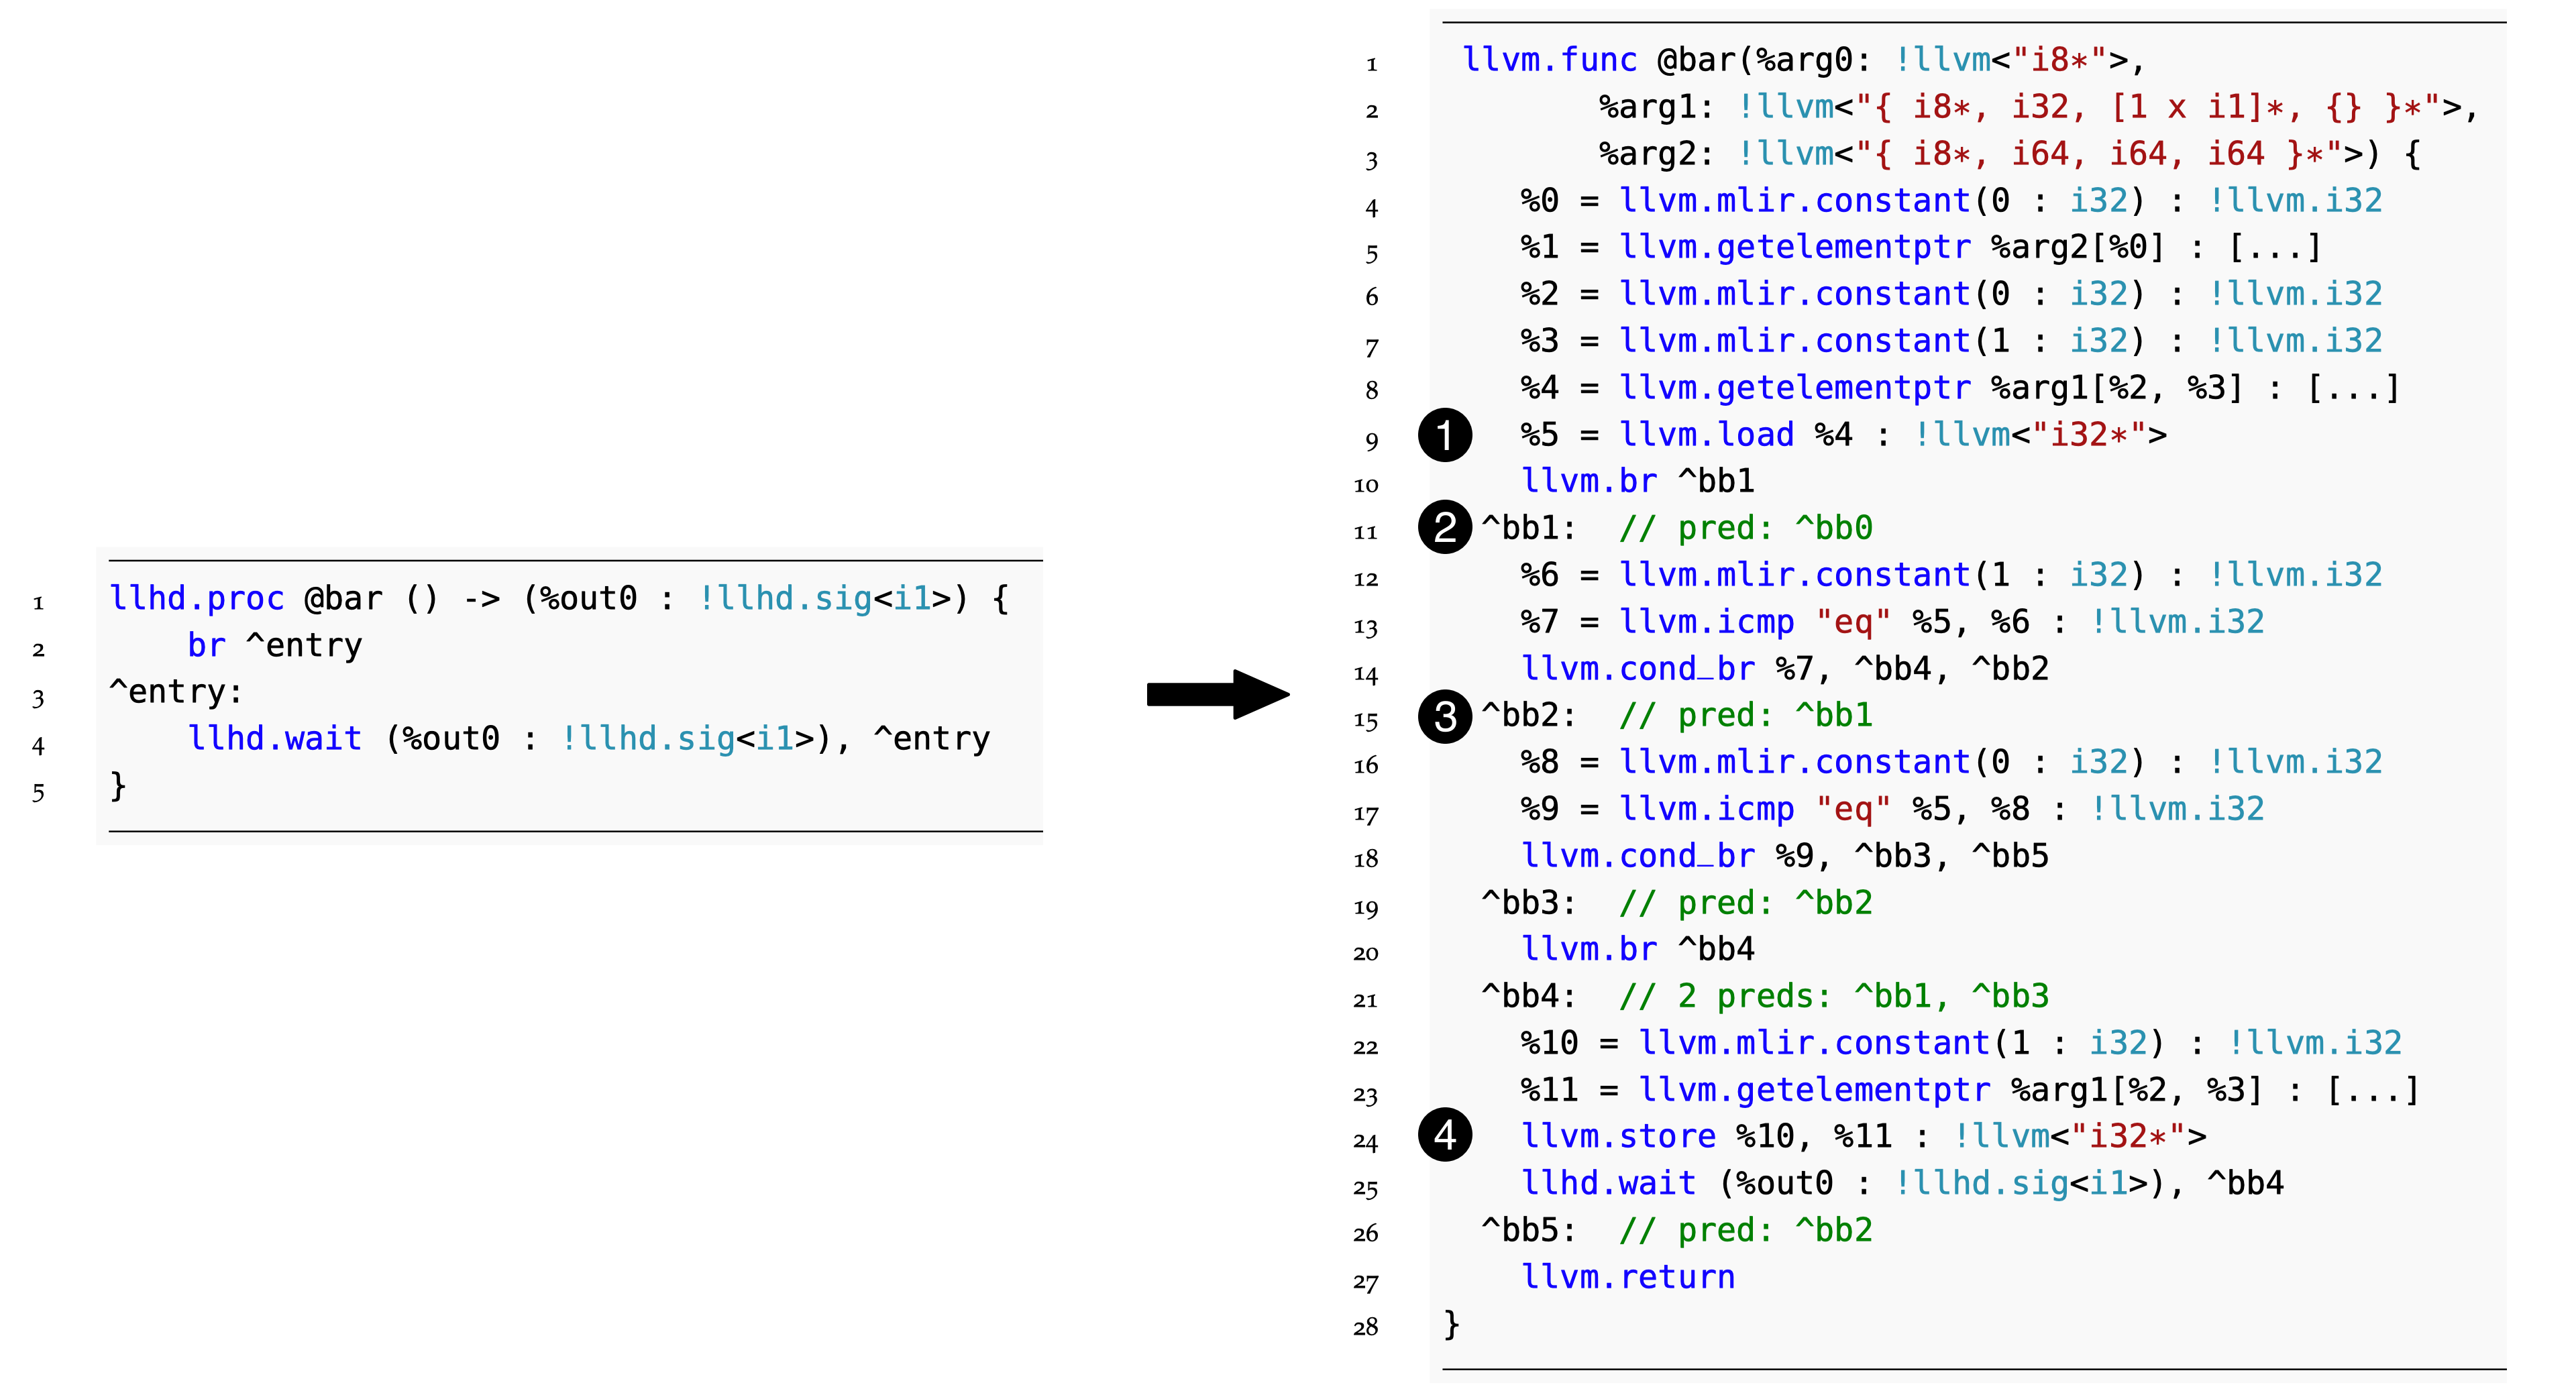 1 llhd.proc @bar () -> (%out0 : !llhd.sig<i1>) {
2     br ^entry
3 ^entry:
4     llhd.wait (%out0 : !llhd.sig<i1>), ^entry
5 }
1 llvm.func @bar(%arg0: !llvm<"i8*">,
2        %arg1: !llvm<"{ i8*, i32, [1 x i1]*, {} }*">,
3        %arg2: !llvm<"{ i8*, i64, i64, i64 }*">) {
4    %0 = llvm.mlir.constant(0 : i32) : !llvm.i32
5    %1 = llvm.getelementptr %arg2[%0] : [...]
6    %2 = llvm.mlir.constant(0 : i32) : !llvm.i32
7    %3 = llvm.mlir.constant(1 : i32) : !llvm.i32
8    %4 = llvm.getelementptr %arg1[%2, %3] : [...]
9 1  %5 = llvm.load %4 : !llvm<"i32*">
10    llvm.br ^bb1
11 2 ^bb1:  // pred: ^bb0
12    %6 = llvm.mlir.constant(1 : i32) : !llvm.i32
13    %7 = llvm.icmp "eq" %5, %6 : !llvm.i32
14    llvm.cond_br %7, ^bb4, ^bb2
15 3 ^bb2:  // pred: ^bb1
16    %8 = llvm.mlir.constant(0 : i32) : !llvm.i32
17    %9 = llvm.icmp "eq" %5, %8 : !llvm.i32
18    llvm.cond_br %9, ^bb3, ^bb5
19  ^bb3:  // pred: ^bb2
20    llvm.br ^bb4
21  ^bb4:  // 2 preds: ^bb1, ^bb3
22    %10 = llvm.mlir.constant(1 : i32) : !llvm.i32
23    %11 = llvm.getelementptr %arg1[%2, %3] : [...]
24 4  llvm.store %10, %11 : !llvm<"i32*">
25    llhd.wait (%out0 : !llhd.sig<i1>), ^bb4
26  ^bb5:  // pred: ^bb2
27    llvm.return
28 }